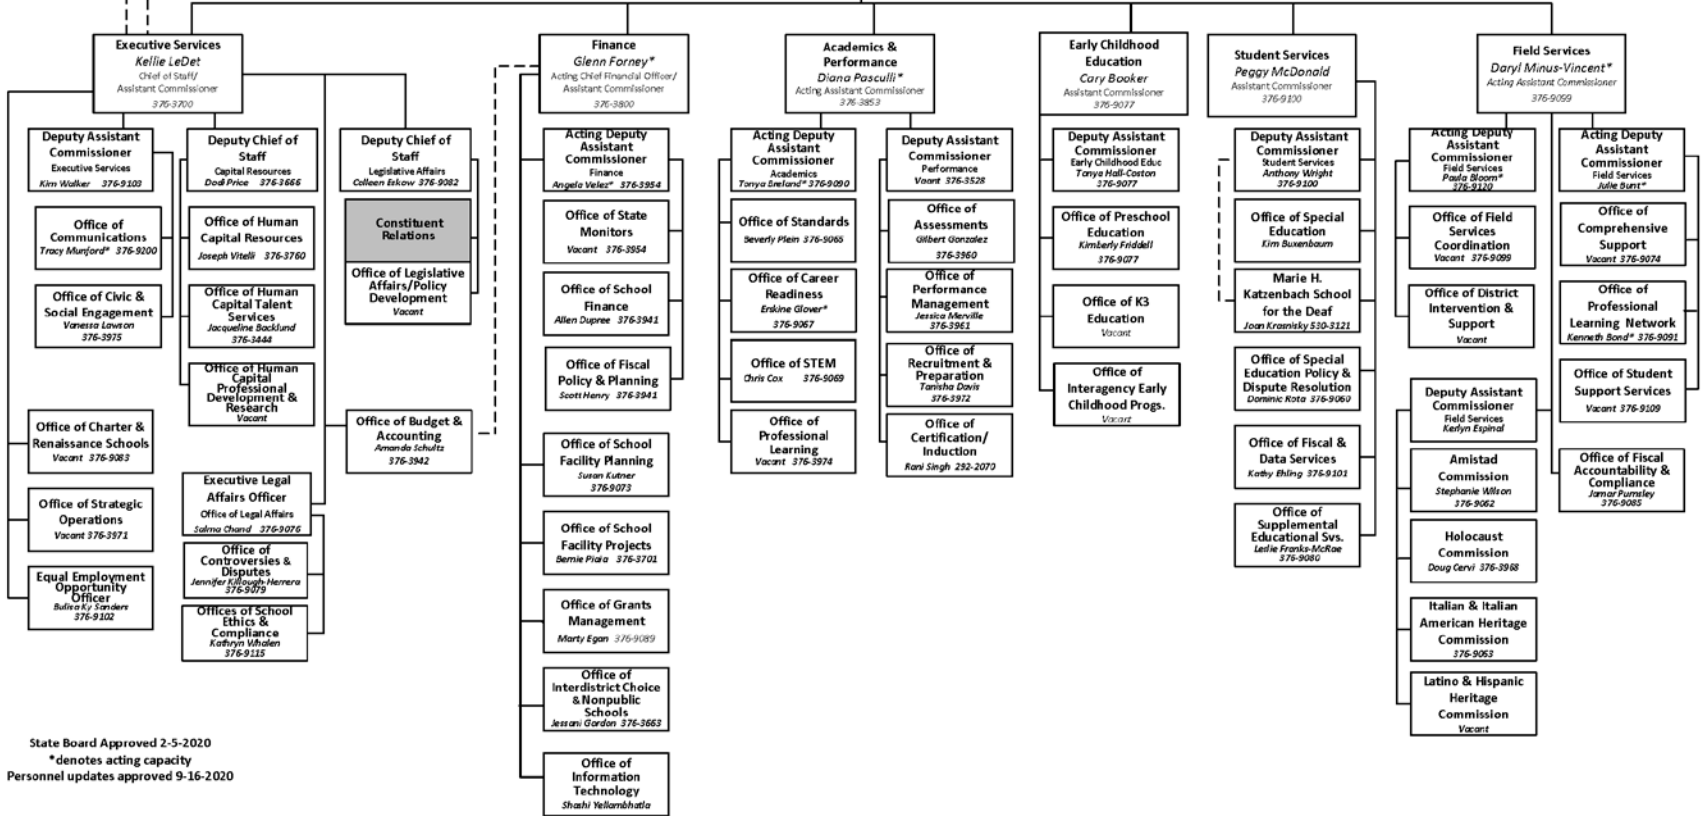 Executive Services
Kellie LeDet
Chief of Staff/
Assistant Commissioner
376-3700
Deputy Assistant
Commissioner
Executive Services
Kim Walker 376-9103
Office of
Communications
Tracy Munford* 376-9200
Office of Civic &
Social Engagement
Vanessa Lawson
376-3975
Office of Charter &
Renaissance Schools
Vacant 376-9083
Office of Strategic
Operations
Vacant 376-3971
Equal Employment
Opportunity
Officer
Bulisa Ky Sanders
376-9102
Deputy Chief of
Staff
Capital Resources
Dodi Price 376-3666
Office of Human
Capital Resources
Joseph Vitelli 376-3760
Office of Human
Capital Talent
Services
Jacqueline Backlund
376-3444
Office of Human
Capital
Professional
Development &
Research
Vacant
Executive Legal
Affairs Officer
Office of Legal Affairs
Salma Chand 376-9076
Office of
Controversies &
Disputes
Jennifer Killough-Herrera
376-9079
Offices of School
Ethics &
Compliance
Kathryn Whalen
376-9115
Deputy Chief of
Staff
Legislative Affairs
Colleen Eskow 376-9082
Constituent
Relations
Office of Legislative
Affairs/Policy
Development
Vacant
Office of Budget &
Accounting
Amanda Schultz
376-3942
Finance
Glenn Forney*
Acting Chief Financial Officer/
Assistant Commissioner
376-3800
Acting Deputy
Assistant
Commissioner
Finance
Angela Velez* 376-3954
Office of State
Monitors
Vacant 376-3954
Office of School
Finance
Allen Dupree 376-3941
Office of Fiscal
Policy & Planning
Scott Henry 376-3941
Office of School
Facility Planning
Susan Kutner
376-9073
Office of School
Facility Projects
Bernie Piaia 376-3701
Office of Grants
Management
Marty Egan 376-9089
Office of
Interdistrict Choice
& Nonpublic
Schools
Jessani Gordon 376-3663
Office of
Information
Technology
Shashi Yellambhatla
Academics &
Performance
Diana Pasculli*
Acting Assistant Commissioner
376-3853
Acting Deputy
Assistant
Commissioner
Academics
Tonya Breland* 376-9090
Office of Standards
Beverly Plein 376-9065
Office of Career
Readiness
Erskine Glover*
376-9067
Office of STEM
Chris Cox 376-9069
Office of
Professional
Learning
Vacant 376-3974
Deputy Assistant
Commissioner
Performance
Vacnt 376-3528
Office of
Assessments
Gilbert Gonzalez
376-3960
Office of
Performance
Management
Jessica Merville
376-3961
Office of
Recruitment &
Preparation
Tanisha Davis
376-3972
Office of
Certification/
Induction
Rani Singh 292-2070
Early Childhood
Education
Cary Booker
Assistant Commissioner
376-9077
Deputy Assistant
Commissioner
Early Childhood Educ
Tonya Hall-Coston
376-9077
Office of Preschool
Education
Kimberly Friddell
376-9077
Office of K3
Education
Vacant
Office of
Interagency Early
Childhood Progs.
Vacant
Student Services
Peggy McDonald
Assistant Commissioner
376-9100
Deputy Assistant
Commissioner
Student Services
Anthony Wright
376-9100
Office of Special
Education
Kim Buxenbaum
Marie H.
Katzenbach School
for the Deaf
Joan Krasnisky 530-3121
Office of Special
Education Policy &
Dispute Resolution
Dominic Rota 376-9060
Office of Fiscal &
Data Services
Kathy Ehling 376-9101
Office of
Supplemental
Educational Svs.
Leslie Franks-McRae
376-9080
Field Services
Daryl Minus-Vincent*
Acting Assistant Commissioner
376-9099
Acting Deputy
Assistant
Commissioner
Field Services
Paula Bloom*
376-9120
Office of Field
Services
Coordination
Vacant 376-9099
Office of District
Intervention &
Support
Vacant
Deputy Assistant
Commissioner
Field Services
Kerlyn Espinal
Amistad
Commission
Stephanie Wilson
376-9062
Holocaust
Commission
Doug Cervi 376-3968
Italian & Italian
American Heritage
Commission
376-9063
Latino & Hispanic
Heritage
Commission
Vacant
Acting Deputy
Assistant
Commissioner
Field Services
Julie Bunt*
Office of
Comprehensive
Support
Vacant 376-9074
Office of
Professional
Learning Network
Kenneth Bond* 376-9091
Office of Student
Support Services
Vacant 376-9109
Office of Fiscal
Accountability &
Compliance
Jamar Purnsley
376-9085
State Board Approved 2-5-2020
*denotes acting capacity
Personnel updates approved 9-16-2020